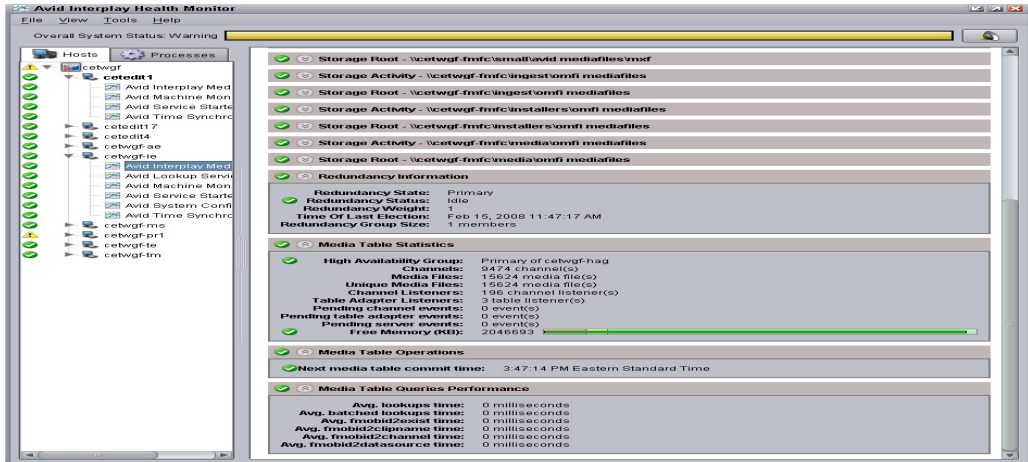 Avid Interplay Health Monitor
File View Tools Help
Overall System Status: Warning
Hosts Processes
cetwgf
cetedit1
Avid Interplay Med
Avid Machine Mon
Avid Service Starte
Avid Time Synchro
cetedit17
cetedit4
cetwgf-ae
cetwgf-ie
Avid Interplay Med
Avid Lookup Servi
Avid Machine Mon
Avid Service Starte
Avid System Confi
Avid Time Synchro
cetwgf-ms
cetwgf-pr1
cetwgf-te
cetwgf-tm
Storage Root - \\cetwgf-fmfc\small\avid mediafiles\mxf
Storage Activity - \\cetwgf-fmfc\ingest\omfi mediafiles
Storage Root - \\cetwgf-fmfc\ingest\omfi mediafiles
Storage Activity - \\cetwgf-fmfc\installers\omfi mediafiles
Storage Root - \\cetwgf-fmfc\installers\omfi mediafiles
Storage Activity - \\cetwgf-fmfc\media\omfi mediafiles
Storage Root - \\cetwgf-fmfc\media\omfi mediafiles
Redundancy Information
Redundancy State: Primary
Redundancy Status: Idle
Redundancy Weight: 1
Time Of Last Election: Feb 15, 2008 11:47:17 AM
Redundancy Group Size: 1 members
Media Table Statistics
High Availability Group: Primary of cetwgf-hag
Channels: 9474 channel(s)
Media Files: 15624 media file(s)
Unique Media Files: 15624 media file(s)
Channel Listeners: 196 channel listener(s)
Table Adapter Listeners: 3 table listener(s)
Pending channel events: 0 event(s)
Pending table adapter events: 0 event(s)
Pending server events: 0 event(s)
Free Memory (KB): 2046693
Media Table Operations
Next media table commit time: 3:47:14 PM Eastern Standard Time
Media Table Queries Performance
Avg. lookups time: 0 milliseconds
Avg. batched lookups time: 0 milliseconds
Avg. fmobid2exist time: 0 milliseconds
Avg. fmobid2clipname time: 0 milliseconds
Avg. fmobid2channel time: 0 milliseconds
Avg. fmobid2datasource time: 0 milliseconds